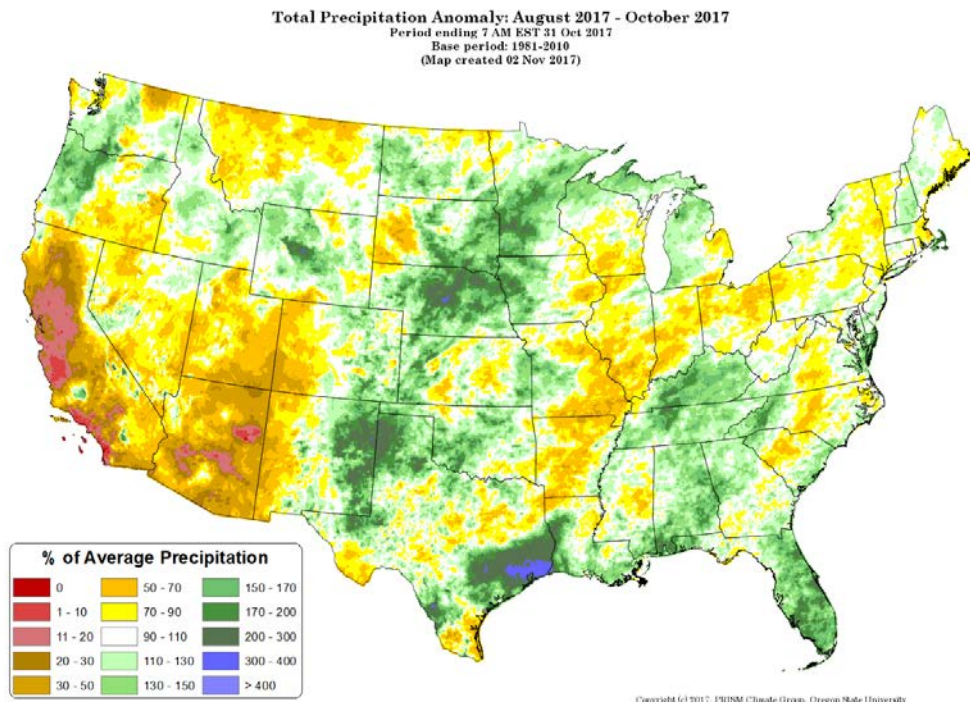 Total Precipitation Anomaly: August 2017 - October 2017
Period ending 7 AM EST 31 Oct 2017
Base period: 1981-2010
(Map created 02 Nov 2017)
% of Average Precipitation
0
1 - 10
11 - 20
20 - 30
30 - 50
50 - 70
70 - 90
90 - 110
110 - 130
130 - 150
150 - 170
170 - 200
200 - 300
300 - 400
> 400
Copyright (c) 2017, PRISM Climate Group, Oregon State University